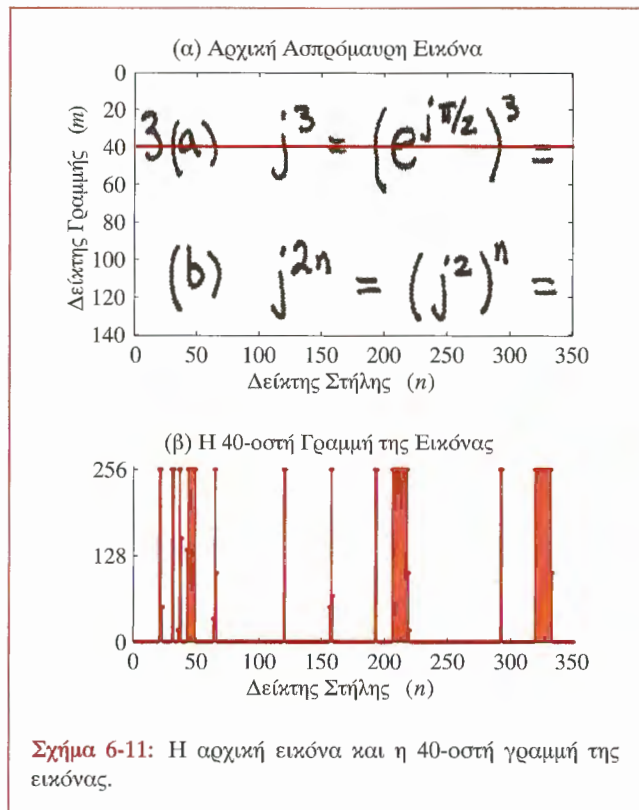 (α) Αρχική Ασπρόμαυρη Εικόνα
Δείκτης Γραμμής (m)
0
20
40
60
80
100
120
140
3(a) j^3 = (e^{jπ/2})^3 =
(b) j^{2n} = (j^2)^n =
0 50 100 150 200 250 300 350
Δείκτης Στήλης (n)
(β) Η 40-οστή Γραμμή της Εικόνας
256
128
0
0 50 100 150 200 250 300 350
Δείκτης Στήλης (n)
Σχήμα 6-11: Η αρχική εικόνα και η 40-οστή γραμμή της
εικόνας.